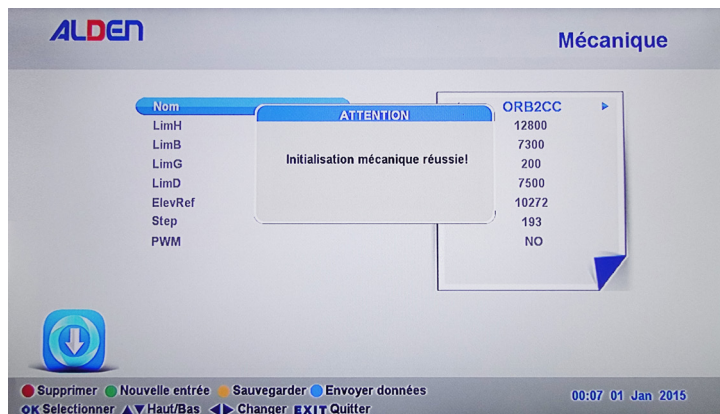 ALDEN
Mécanique
Nom ORB2CC
ATTENTION
LimH 12800
LimB 7300
Initialisation mécanique réussie!
LimG 200
LimD 7500
ElevRef 10272
Step 193
PWM NO
Supprimer Nouvelle entrée Sauvegarder Envoyer données
00:07 01 Jan 2015
OK Selectionner ▲▼ Haut/Bas ◀▶ Changer EXIT Quitter